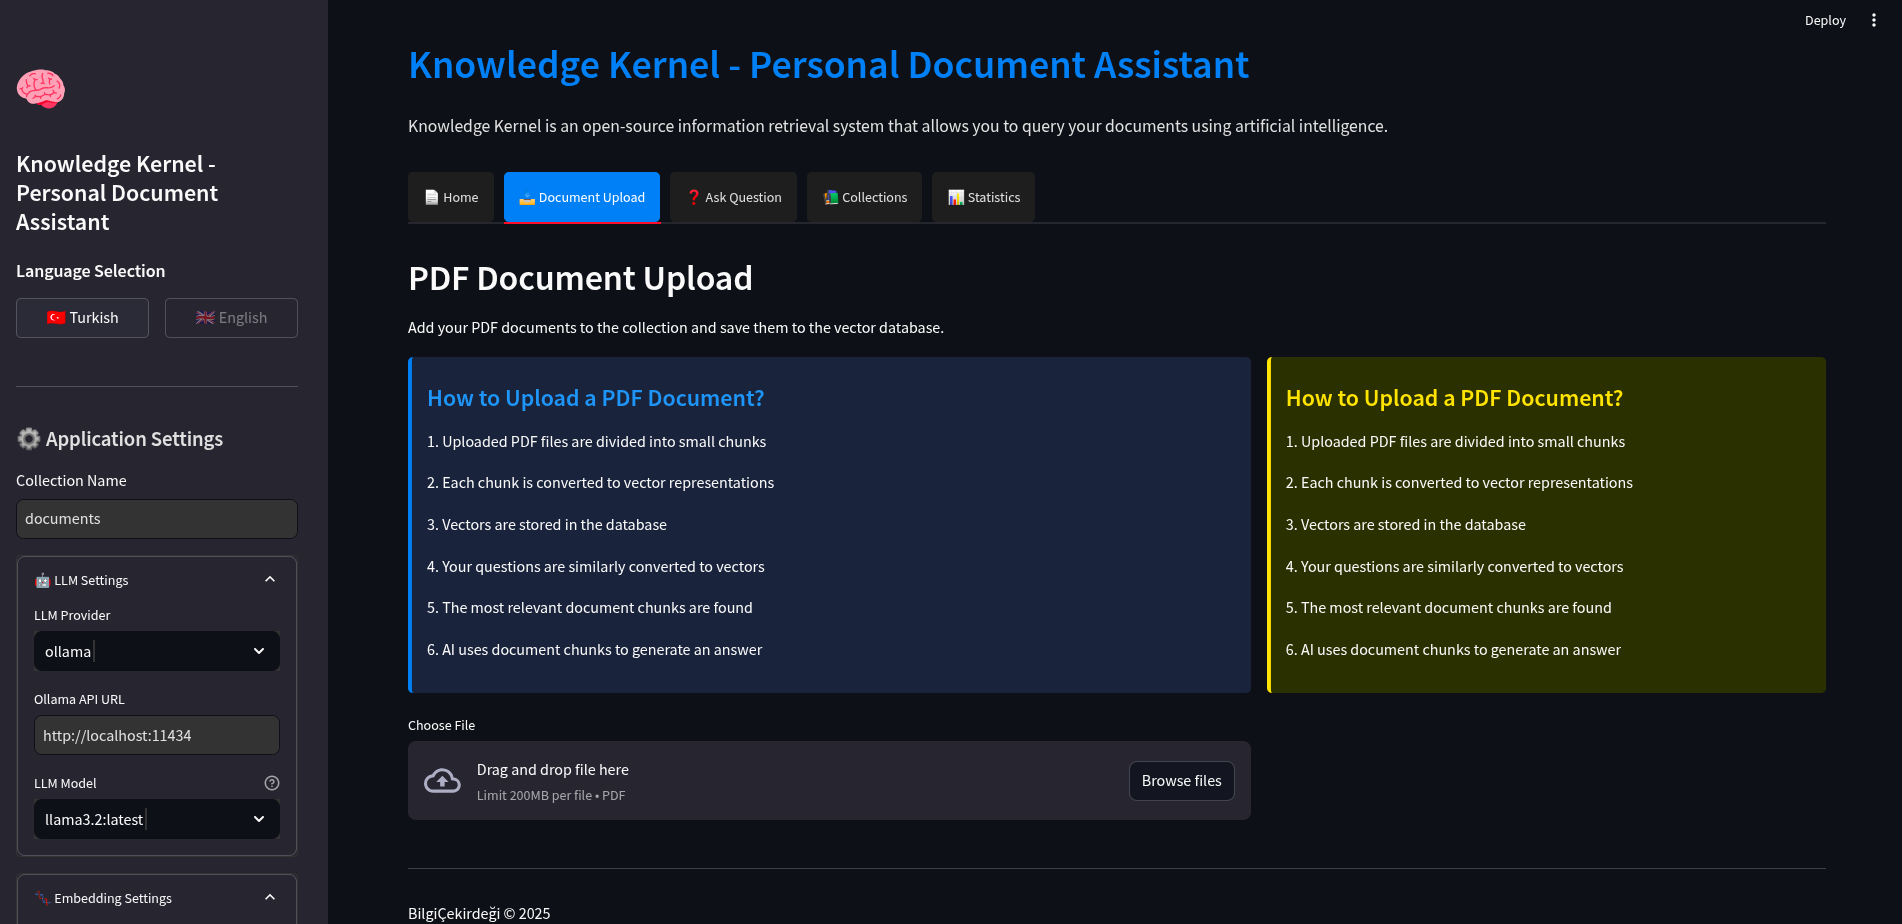 Deploy
Knowledge Kernel -
Personal Document
Assistant
Language Selection
Turkish
English
Application Settings
Collection Name
documents
LLM Settings
LLM Provider
ollama
Ollama API URL
http://localhost:11434
LLM Model
llama3.2:latest
Embedding Settings
Knowledge Kernel - Personal Document Assistant
Knowledge Kernel is an open-source information retrieval system that allows you to query your documents using artificial intelligence.
Home
Document Upload
Ask Question
Collections
Statistics
PDF Document Upload
Add your PDF documents to the collection and save them to the vector database.
How to Upload a PDF Document?
1. Uploaded PDF files are divided into small chunks
2. Each chunk is converted to vector representations
3. Vectors are stored in the database
4. Your questions are similarly converted to vectors
5. The most relevant document chunks are found
6. AI uses document chunks to generate an answer
How to Upload a PDF Document?
1. Uploaded PDF files are divided into small chunks
2. Each chunk is converted to vector representations
3. Vectors are stored in the database
4. Your questions are similarly converted to vectors
5. The most relevant document chunks are found
6. AI uses document chunks to generate an answer
Choose File
Drag and drop file here
Limit 200MB per file • PDF
Browse files
BilgiÇekirdeği © 2025